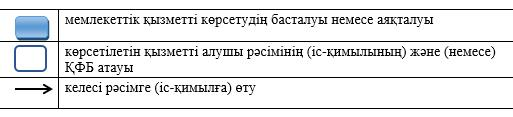 мемлекеттік қызметті көрсетудің басталуы немесе аяқталуы
көрсетілетін қызметті алушы рәсімінің (іс-қимылының) және (немесе)
ҚФБ атауы
келесі рәсімге (іс-қимылға) өту